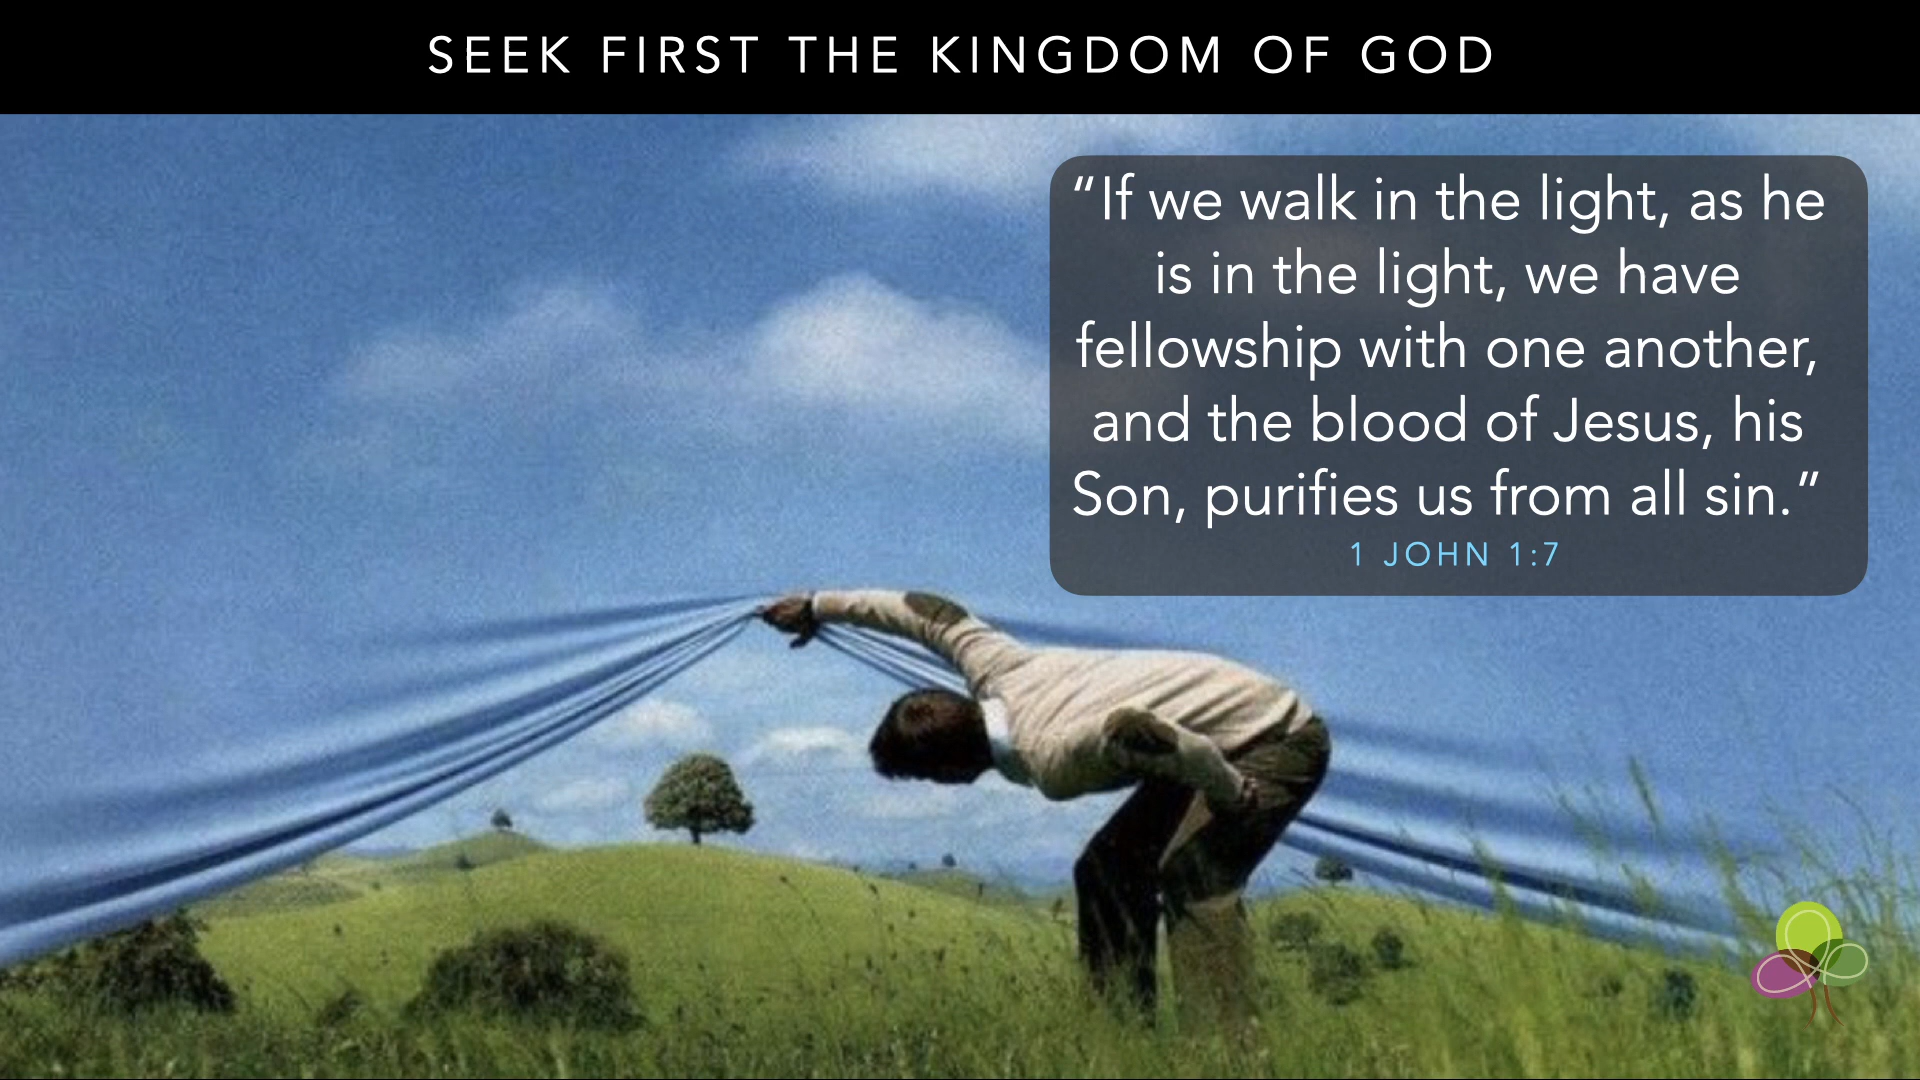 SEEK FIRST THE KINGDOM OF GOD
“If we walk in the light, as he
is in the light, we have
fellowship with one another,
and the blood of Jesus, his
Son, purifies us from all sin.”
1 JOHN 1:7